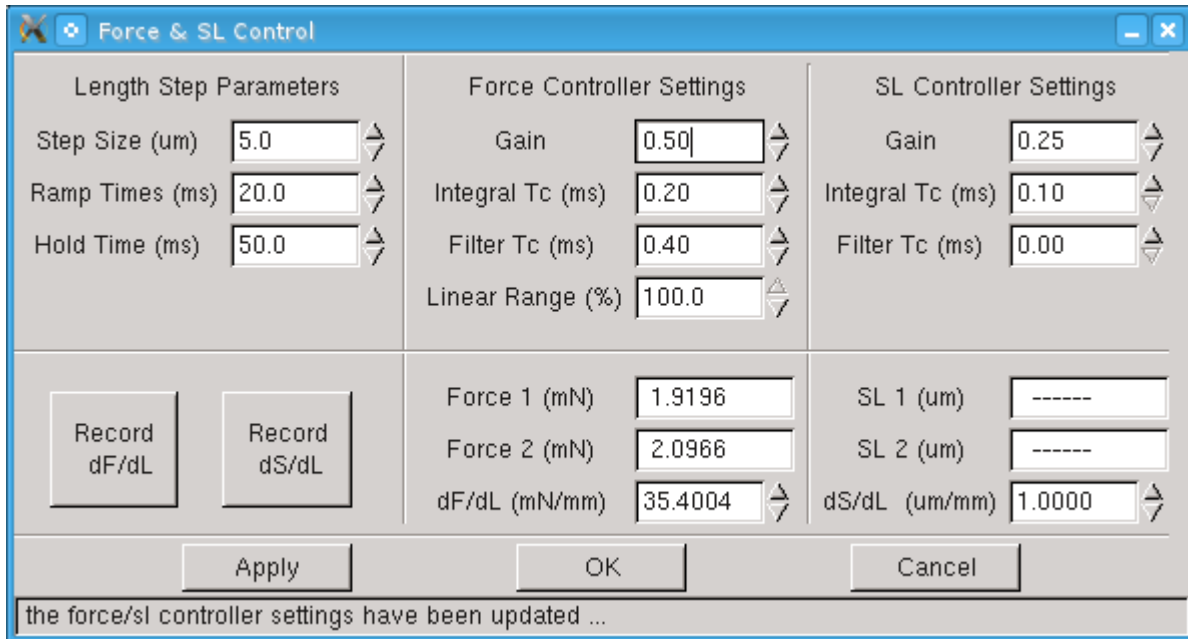 Force & SL Control
Length Step Parameters
Step Size (um) 5.0
Ramp Times (ms) 20.0
Hold Time (ms) 50.0
Force Controller Settings
Gain 0.50
Integral Tc (ms) 0.20
Filter Tc (ms) 0.40
Linear Range (%) 100.0
SL Controller Settings
Gain 0.25
Integral Tc (ms) 0.10
Filter Tc (ms) 0.00
Record
dF/dL
Record
dS/dL
Force 1 (mN) 1.9196
Force 2 (mN) 2.0966
dF/dL (mN/mm) 35.4004
SL 1 (um) ------
SL 2 (um) ------
dS/dL (um/mm) 1.0000
Apply
OK
Cancel
the force/sl controller settings have been updated ...